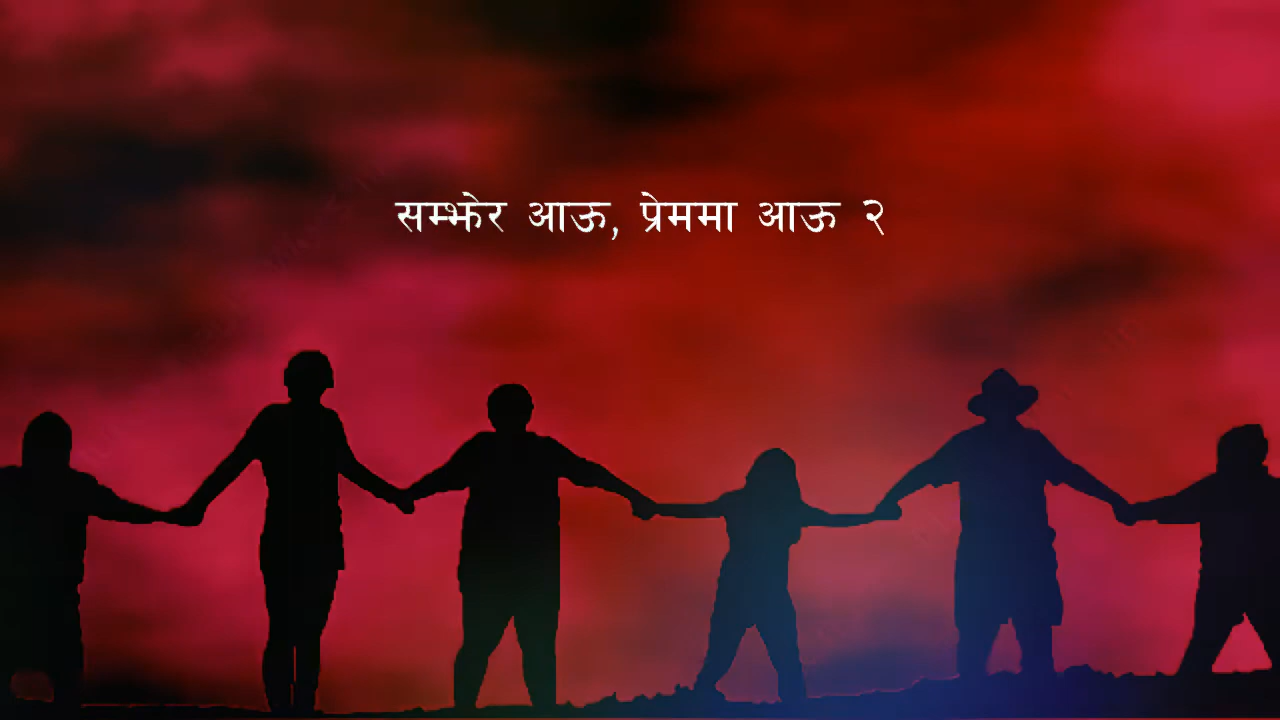 सम्झेर आऊ, प्रेममा आऊ २